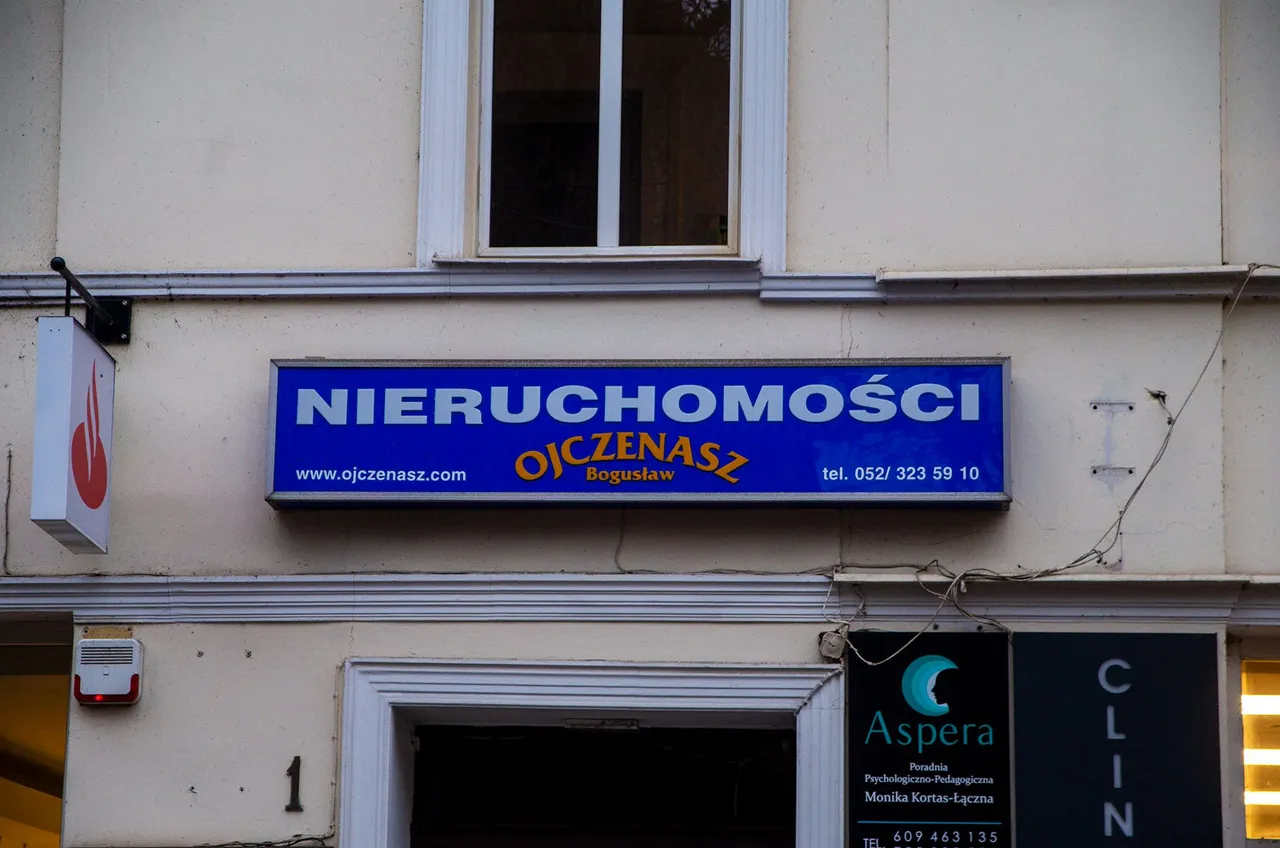 NIERUCHOMOŚCI
OJCZENASZ
Bogusław
www.ojczenasz.com
tel. 052/ 323 59 10
1
Aspera
Poradnia
Psychologiczno-Pedagogiczna
Monika Kortas-Łączna
TEL. 609 463 135
CLIN